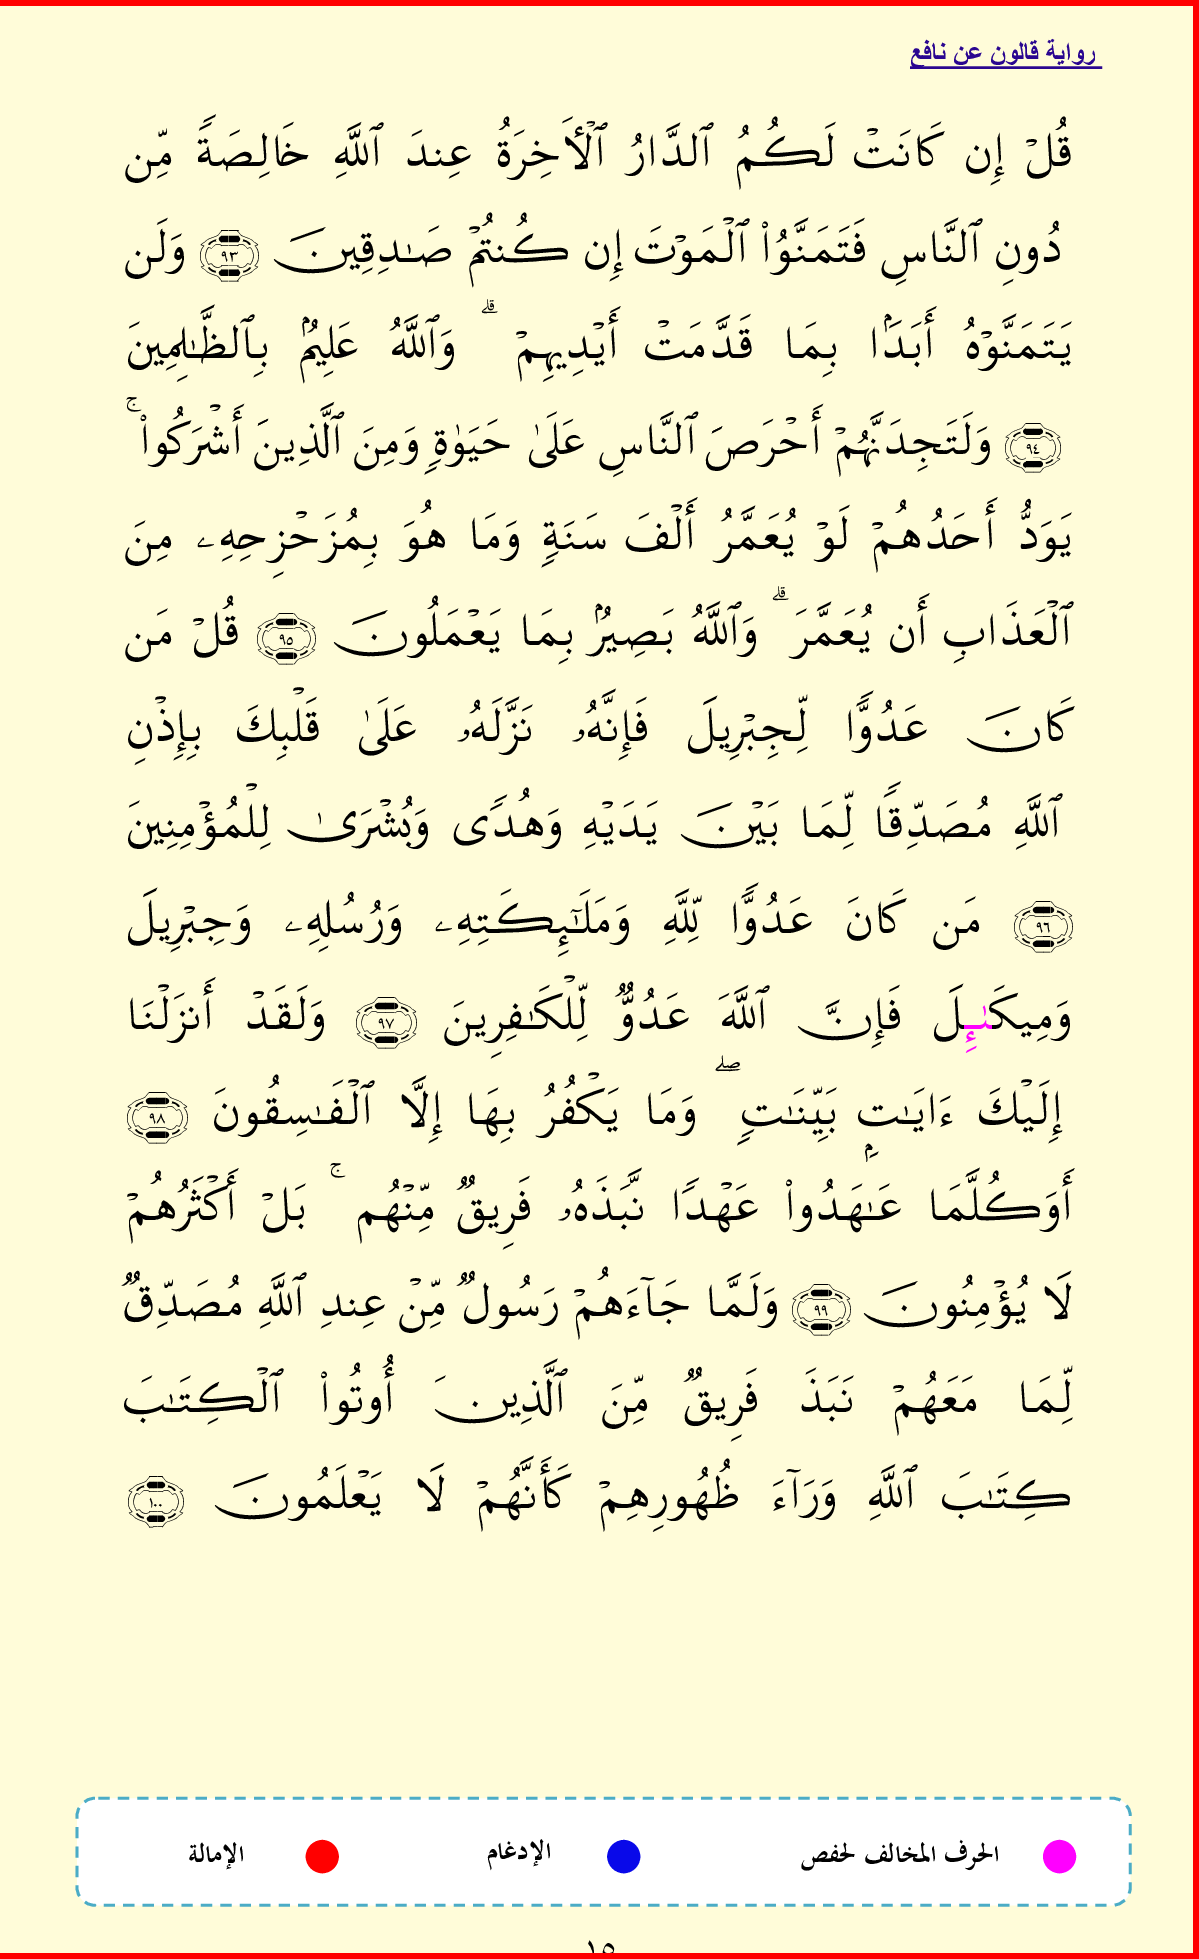 رواية قالون عن نافع
قُلۡ إِن كَانَتۡ لَكُمُ ٱلدَّارُ ٱلۡأٓخِرَةُ عِندَ ٱللَّهِ خَالِصَةٗ مِّن
دُونِ ٱلنَّاسِ فَتَمَنَّوُاْ ٱلۡمَوۡتَ إِن كُنتُمۡ صَٰدِقِينَ ٩٣ وَلَن
يَتَمَنَّوۡهُ أَبَدَۢا بِمَا قَدَّمَتۡ أَيۡدِيهِمۡ ۗ وَٱللَّهُ عَلِيمُۢ بِٱلظَّٰلِمِينَ
٩٤ وَلَتَجِدَنَّهُمۡ أَحۡرَصَ ٱلنَّاسِ عَلَىٰ حَيَوٰةٖ وَمِنَ ٱلَّذِينَ أَشۡرَكُواْ ۚ
يَوَدُّ أَحَدُهُمۡ لَوۡ يُعَمَّرُ أَلۡفَ سَنَةٖ وَمَا هُوَ بِمُزَحۡزِحِهِۦ مِنَ
ٱلۡعَذَابِ أَن يُعَمَّرَ ۗ وَٱللَّهُ بَصِيرُۢ بِمَا يَعۡمَلُونَ ٩٥ قُلۡ مَن
كَانَ عَدُوّٗا لِّجِبۡرِيلَ فَإِنَّهُۥ نَزَّلَهُۥ عَلَىٰ قَلۡبِكَ بِإِذۡنِ
ٱللَّهِ مُصَدِّقٗا لِّمَا بَيۡنَ يَدَيۡهِ وَهُدٗى وَبُشۡرَىٰ لِلۡمُؤۡمِنِينَ
٩٦ مَن كَانَ عَدُوّٗا لِّلَّهِ وَمَلَٰٓئِكَتِهِۦ وَرُسُلِهِۦ وَجِبۡرِيلَ
وَمِيكَـٰٓئِلَ فَإِنَّ ٱللَّهَ عَدُوّٞ لِّلۡكَٰفِرِينَ ٩٧ وَلَقَدۡ أَنزَلۡنَا
إِلَيۡكَ ءَايَٰتِۭ بَيِّنَٰتٖ ۖ وَمَا يَكۡفُرُ بِهَا إِلَّا ٱلۡفَٰسِقُونَ ٩٨
أَوَكُلَّمَا عَٰهَدُواْ عَهۡدٗا نَّبَذَهُۥ فَرِيقٞ مِّنۡهُم ۚ بَلۡ أَكۡثَرُهُمۡ
لَا يُؤۡمِنُونَ ٩٩ وَلَمَّا جَآءَهُمۡ رَسُولٞ مِّنۡ عِندِ ٱللَّهِ مُصَدِّقٞ
لِّمَا مَعَهُمۡ نَبَذَ فَرِيقٞ مِّنَ ٱلَّذِينَ أُوتُواْ ٱلۡكِتَٰبَ
كِتَٰبَ ٱللَّهِ وَرَآءَ ظُهُورِهِمۡ كَأَنَّهُمۡ لَا يَعۡلَمُونَ ١٠٠
الحرف المخالف لحفص الإدغام الإمالة
١٥